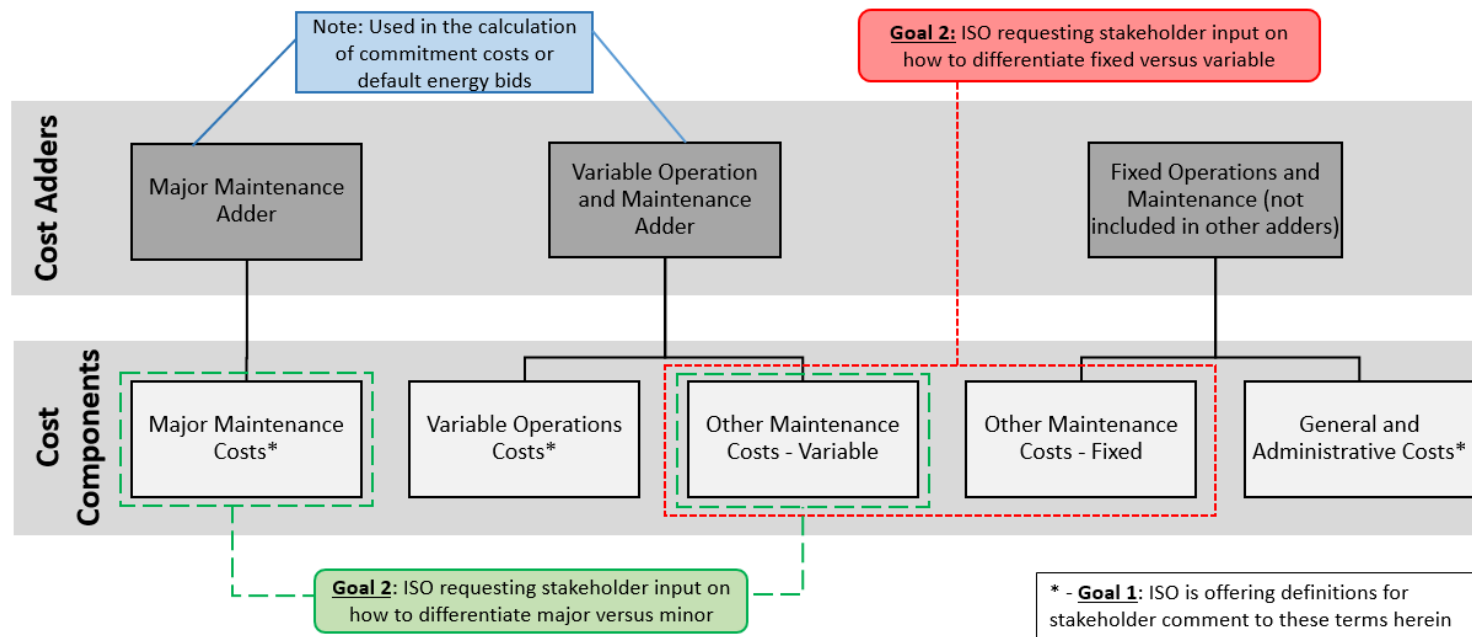 Note: Used in the calculation
of commitment costs or
default energy bids
Goal 2: ISO requesting stakeholder input on
how to differentiate fixed versus variable
Cost Adders
Major Maintenance
Adder
Variable Operation
and Maintenance
Adder
Fixed Operations and
Maintenance (not
included in other adders)
Cost
Components
Major Maintenance
Costs*
Variable Operations
Costs*
Other Maintenance
Costs - Variable
Other Maintenance
Costs - Fixed
General and
Administrative Costs*
Goal 2: ISO requesting stakeholder input on
how to differentiate major versus minor
* - Goal 1: ISO is offering definitions for
stakeholder comment to these terms herein